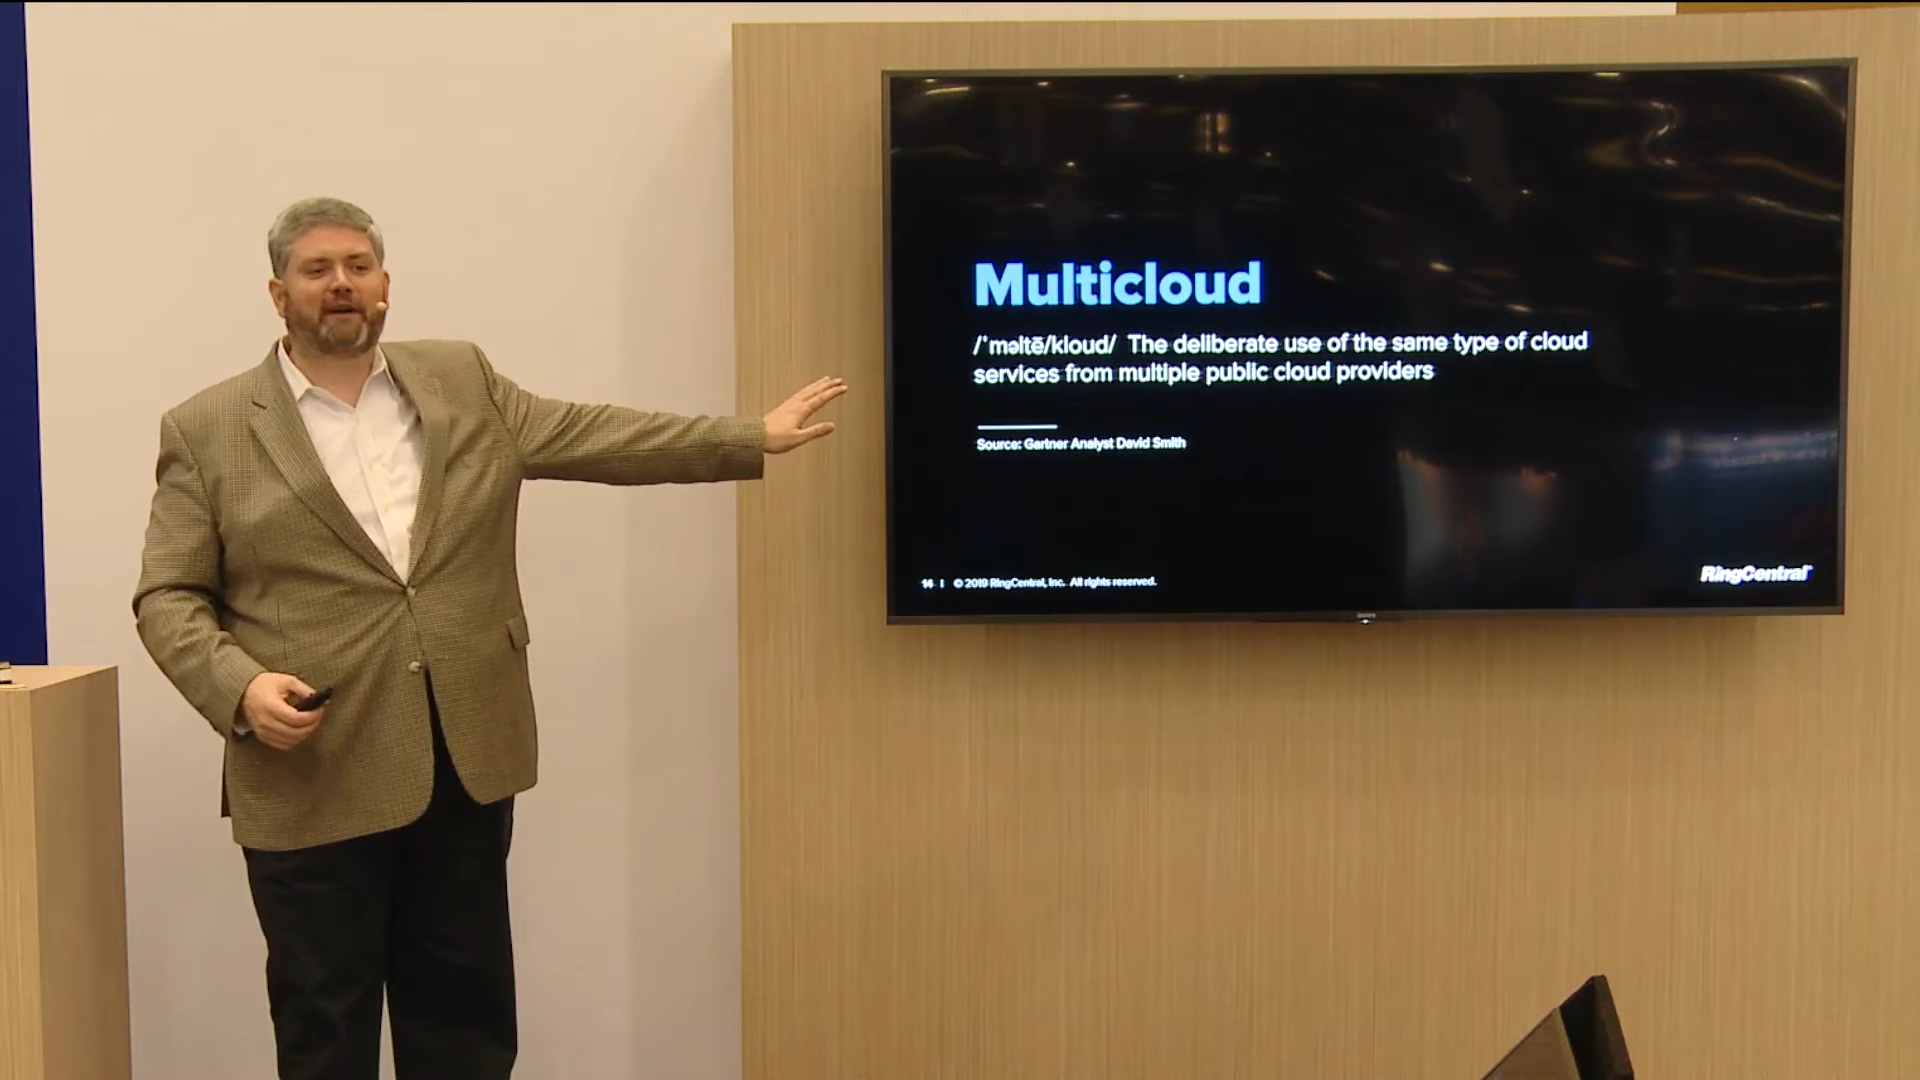 Multicloud
/ˈməltē/kloud/ The deliberate use of the same type of cloud
services from multiple public cloud providers
Source: Gartner Analyst David Smith
14 | © 2019 RingCentral, Inc. All rights reserved.
RingCentral
SONY